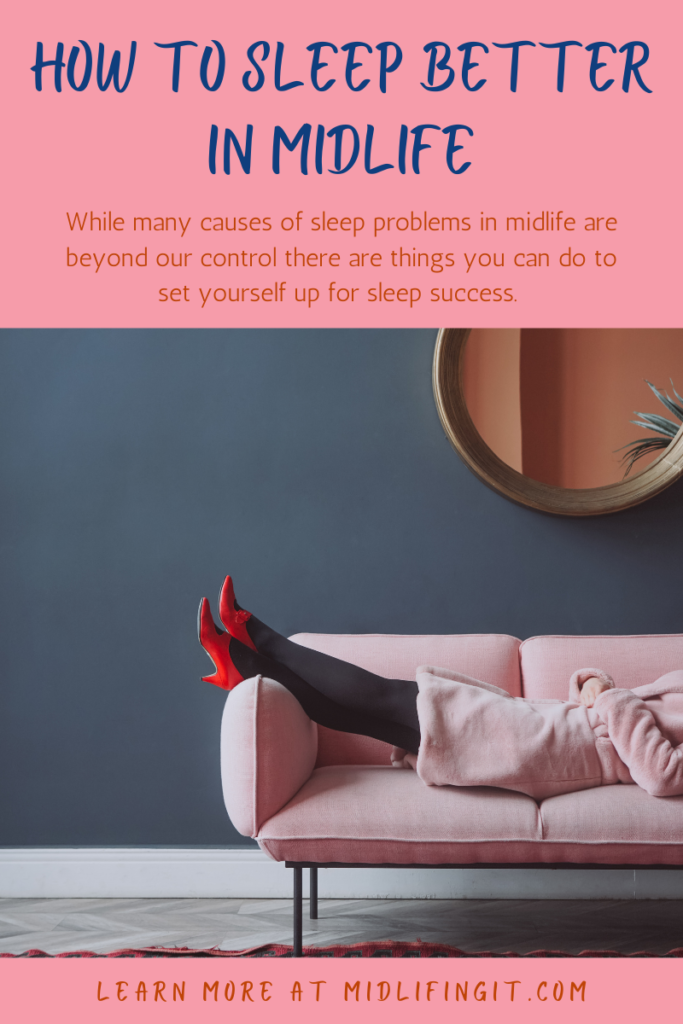 HOW TO SLEEP BETTER
IN MIDLIFE
While many causes of sleep problems in midlife are
beyond our control there are things you can do to
set yourself up for sleep success.
LEARN MORE AT MIDLIFINGIT.COM